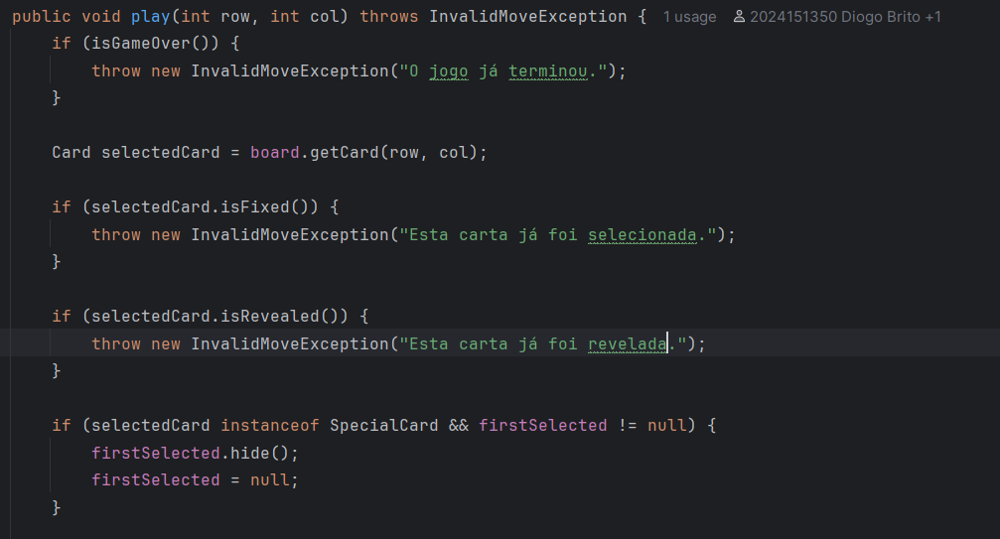 public void play(int row, int col) throws InvalidMoveException {  1 usage  2024151350 Diogo Brito +1
    if (isGameOver()) {
        throw new InvalidMoveException("O jogo já terminou.");
    }

    Card selectedCard = board.getCard(row, col);

    if (selectedCard.isFixed()) {
        throw new InvalidMoveException("Esta carta já foi selecionada.");
    }

    if (selectedCard.isRevealed()) {
        throw new InvalidMoveException("Esta carta já foi revelada.");
    }

    if (selectedCard instanceof SpecialCard && firstSelected != null) {
        firstSelected.hide();
        firstSelected = null;
    }